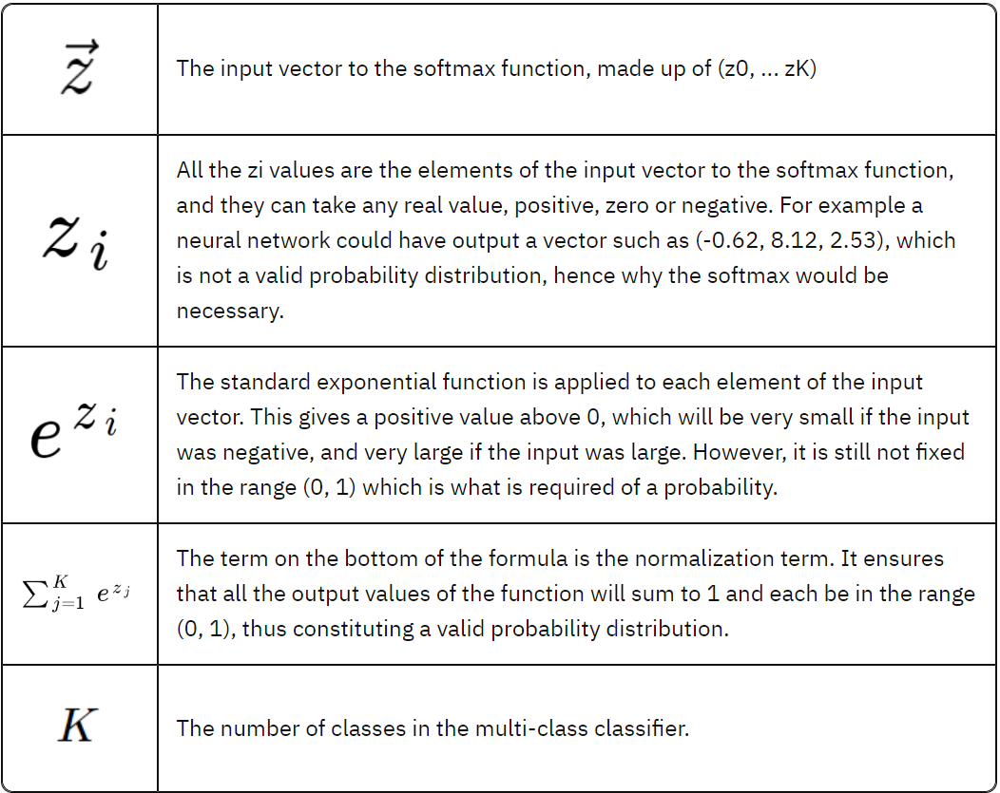 z⃗
The input vector to the softmax function, made up of (z0, ... zK)
z_i
All the zi values are the elements of the input vector to the softmax function,
and they can take any real value, positive, zero or negative. For example a
neural network could have output a vector such as (-0.62, 8.12, 2.53), which
is not a valid probability distribution, hence why the softmax would be
necessary.
e^{z_i}
The standard exponential function is applied to each element of the input
vector. This gives a positive value above 0, which will be very small if the input
was negative, and very large if the input was large. However, it is still not fixed
in the range (0, 1) which is what is required of a probability.
∑_{j=1}^{K} e^{z_j}
The term on the bottom of the formula is the normalization term. It ensures
that all the output values of the function will sum to 1 and each be in the range
(0, 1), thus constituting a valid probability distribution.
K
The number of classes in the multi-class classifier.